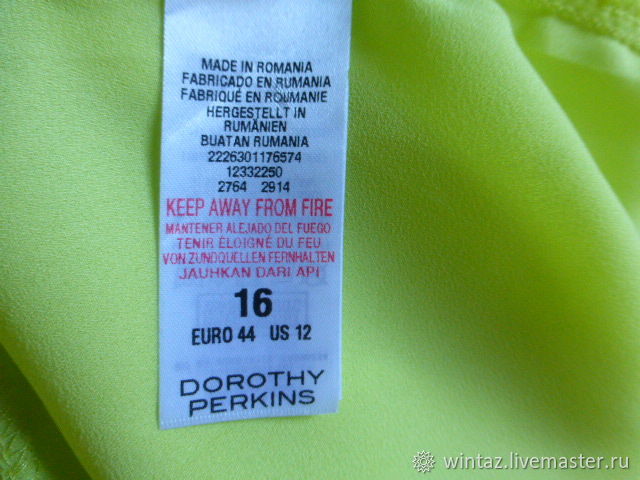 MADE IN ROMANIA
FABRICADO EN RUMANIA
FABRIQUÉ EN ROUMANIE
HERGESTELLT IN
RUMÄNIEN
BUATAN RUMANIA
2226301176574
12332250
2764 2914
KEEP AWAY FROM FIRE
MANTENER ALEJADO DEL FUEGO
TENIR ÉLOIGNÉ DU FEU
VON ZUNDQUELLEN FERNHALTEN
JAUHKAN DARI API
16
EURO 44 US 12
DOROTHY
PERKINS
wintaz.livemaster.ru